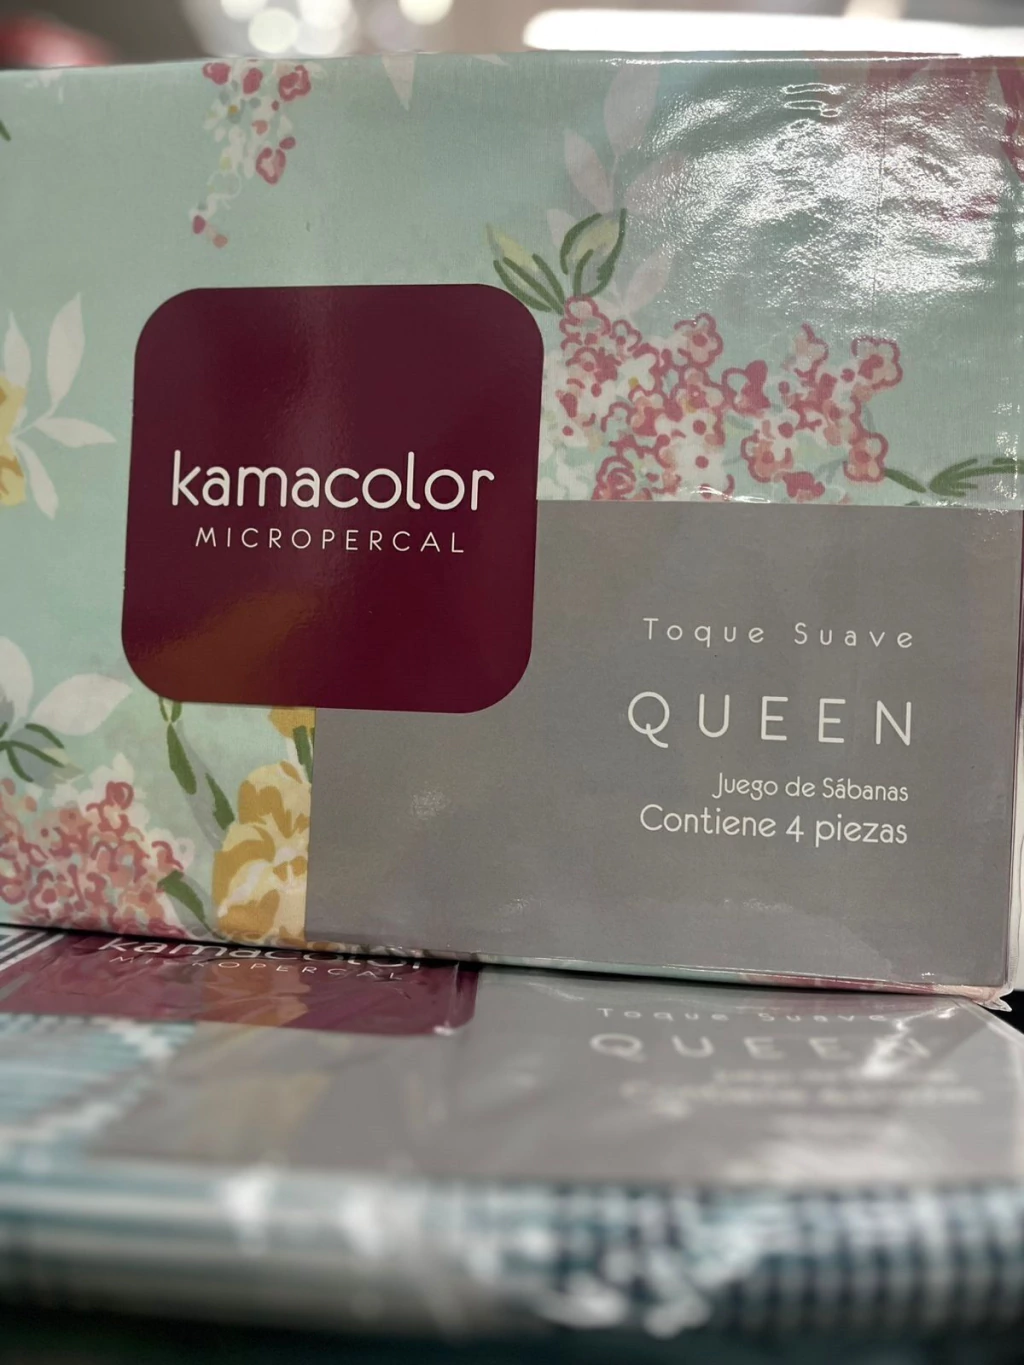 kamacolor
MICROPERCAL
Toque Suave
QUEEN
Juego de Sábanas
Contiene 4 piezas
kamacolor
MICROPERCAL
Toque Suave
QUEEN